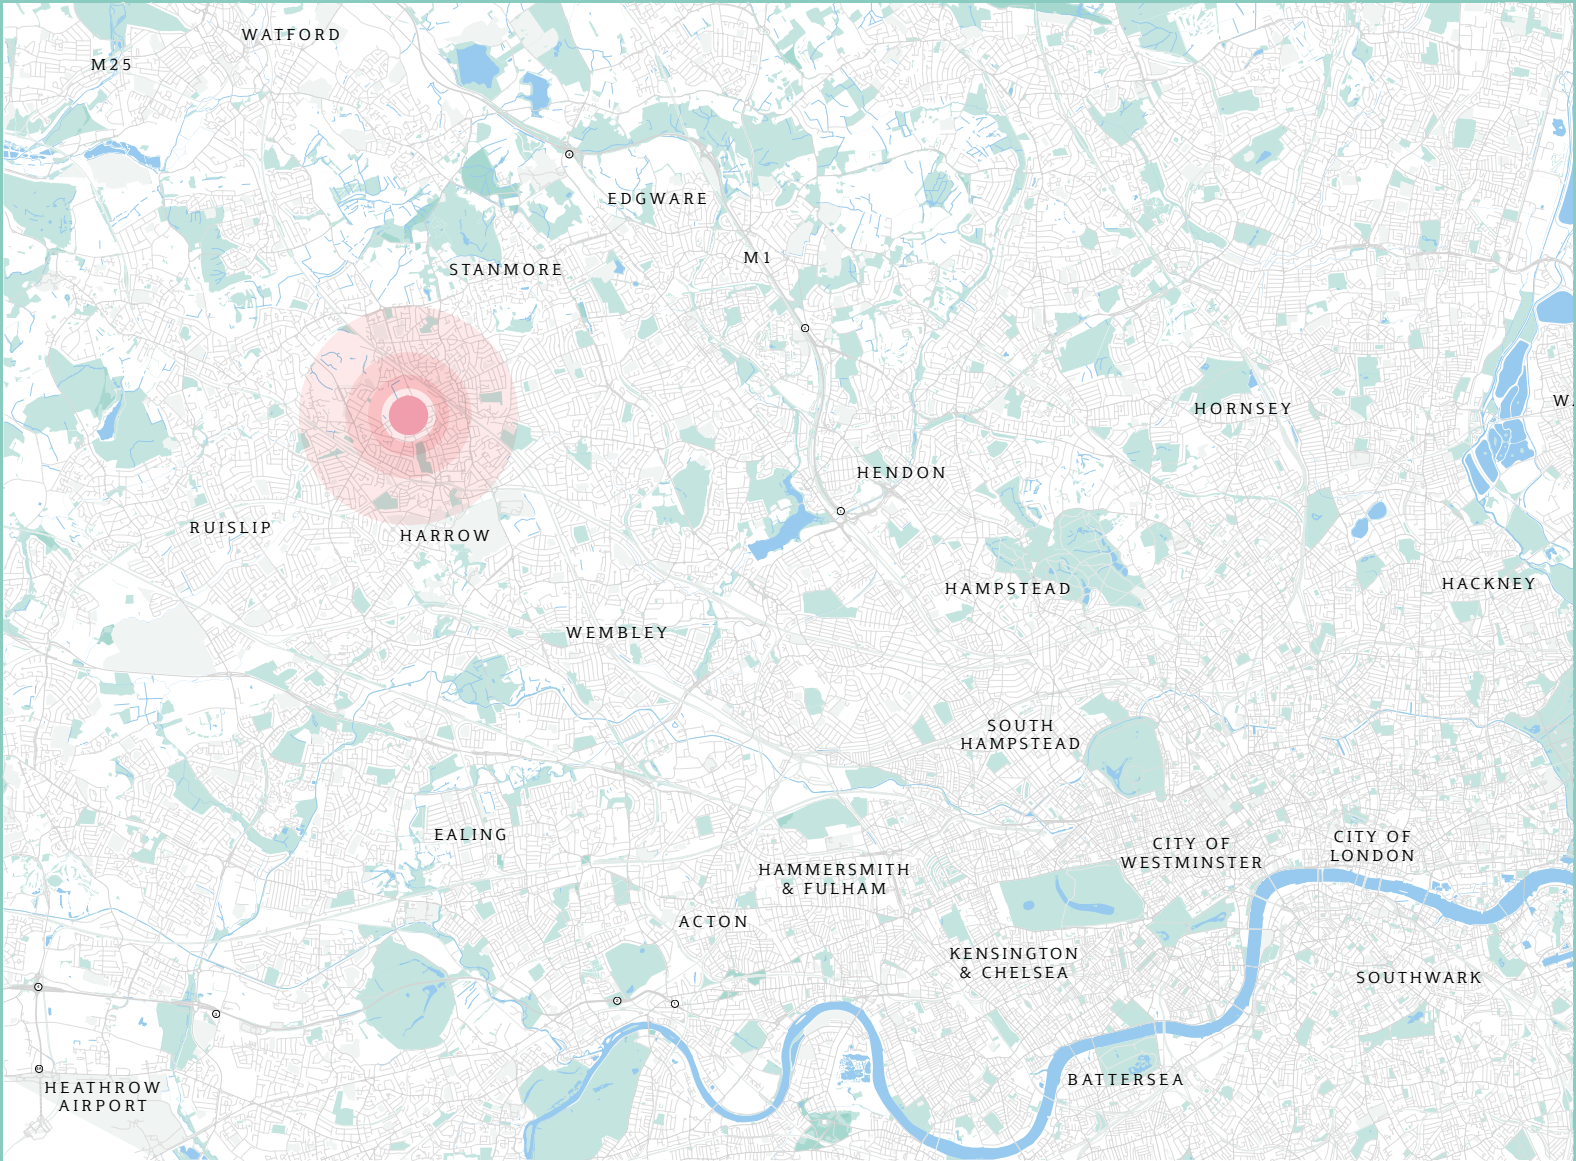 WATFORD
M25
EDGWARE
M1
STANMORE
HORNSEY
HENDON
RUISLIP
HARROW
HACKNEY
HAMPSTEAD
WEMBLEY
SOUTH
HAMPSTEAD
EALING
CITY OF
WESTMINSTER
CITY OF
LONDON
HAMMERSMITH
& FULHAM
ACTON
KENSINGTON
& CHELSEA
SOUTHWARK
BATTERSEA
HEATHROW
AIRPORT